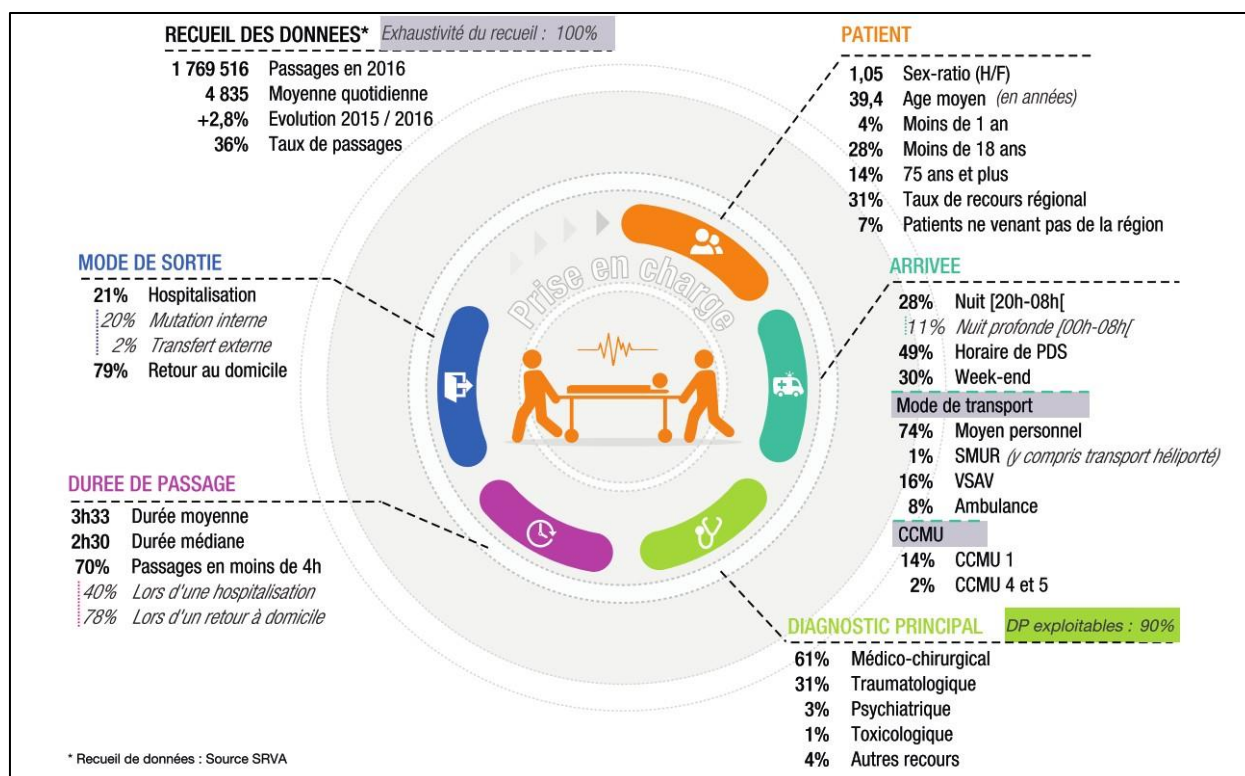 RECUEIL DES DONNEES* Exhaustivité du recueil : 100%
1 769 516 Passages en 2016
4 835 Moyenne quotidienne
+2,8% Evolution 2015 / 2016
36% Taux de passages
PATIENT
1,05 Sex-ratio (H/F)
39,4 Age moyen (en années)
4% Moins de 1 an
28% Moins de 18 ans
14% 75 ans et plus
31% Taux de recours régional
7% Patients ne venant pas de la région
Prise en charge
MODE DE SORTIE
21% Hospitalisation
20% Mutation interne
2% Transfert externe
79% Retour au domicile
ARRIVEE
28% Nuit [20h-08h[
11% Nuit profonde [00h-08h[
49% Horaire de PDS
30% Week-end
Mode de transport
74% Moyen personnel
1% SMUR (y compris transport héliporté)
16% VSAV
8% Ambulance
CCMU
14% CCMU 1
2% CCMU 4 et 5
DUREE DE PASSAGE
3h33 Durée moyenne
2h30 Durée médiane
70% Passages en moins de 4h
40% Lors d'une hospitalisation
78% Lors d'un retour à domicile
DIAGNOSTIC PRINCIPAL DP exploitables : 90%
61% Médico-chirurgical
31% Traumatologique
3% Psychiatrique
1% Toxicologique
4% Autres recours
* Recueil de données : Source SRVA